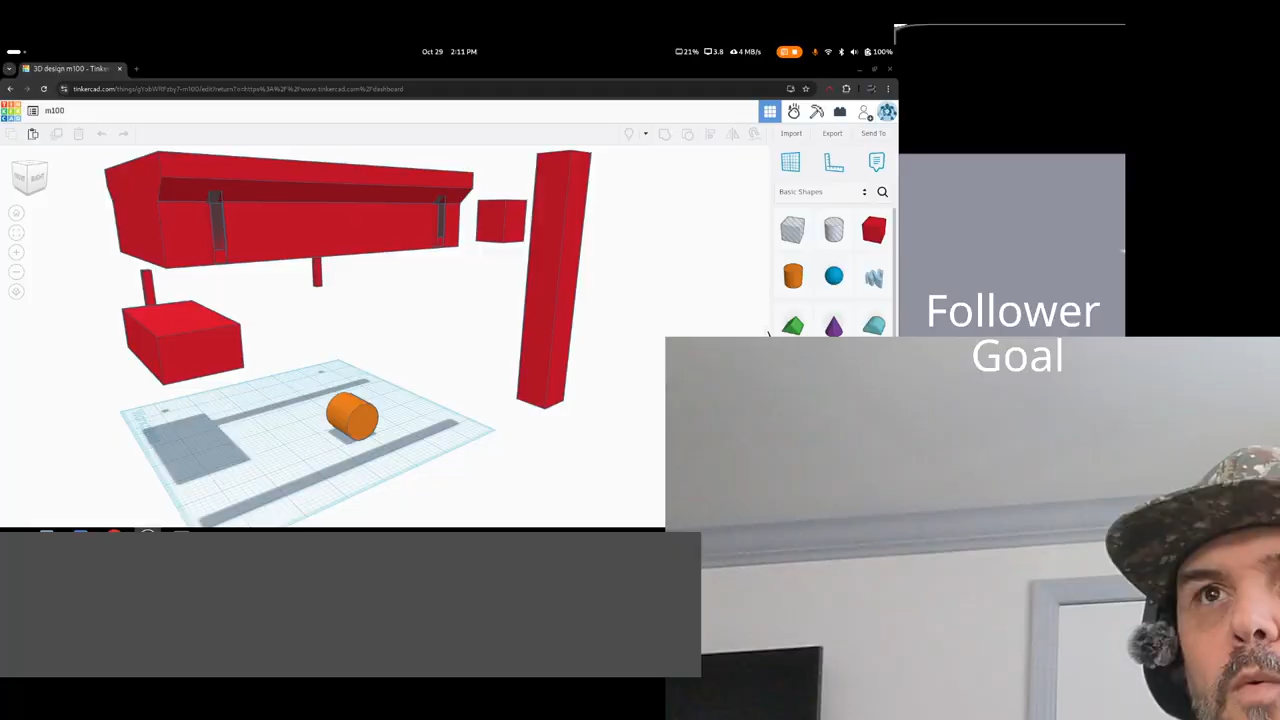 Oct 29 2:11 PM
21% 3.8 4 MB/s 100%
3D design m100 - Tinker
m100
Import Export Send To
Basic Shapes
Follower
Goal